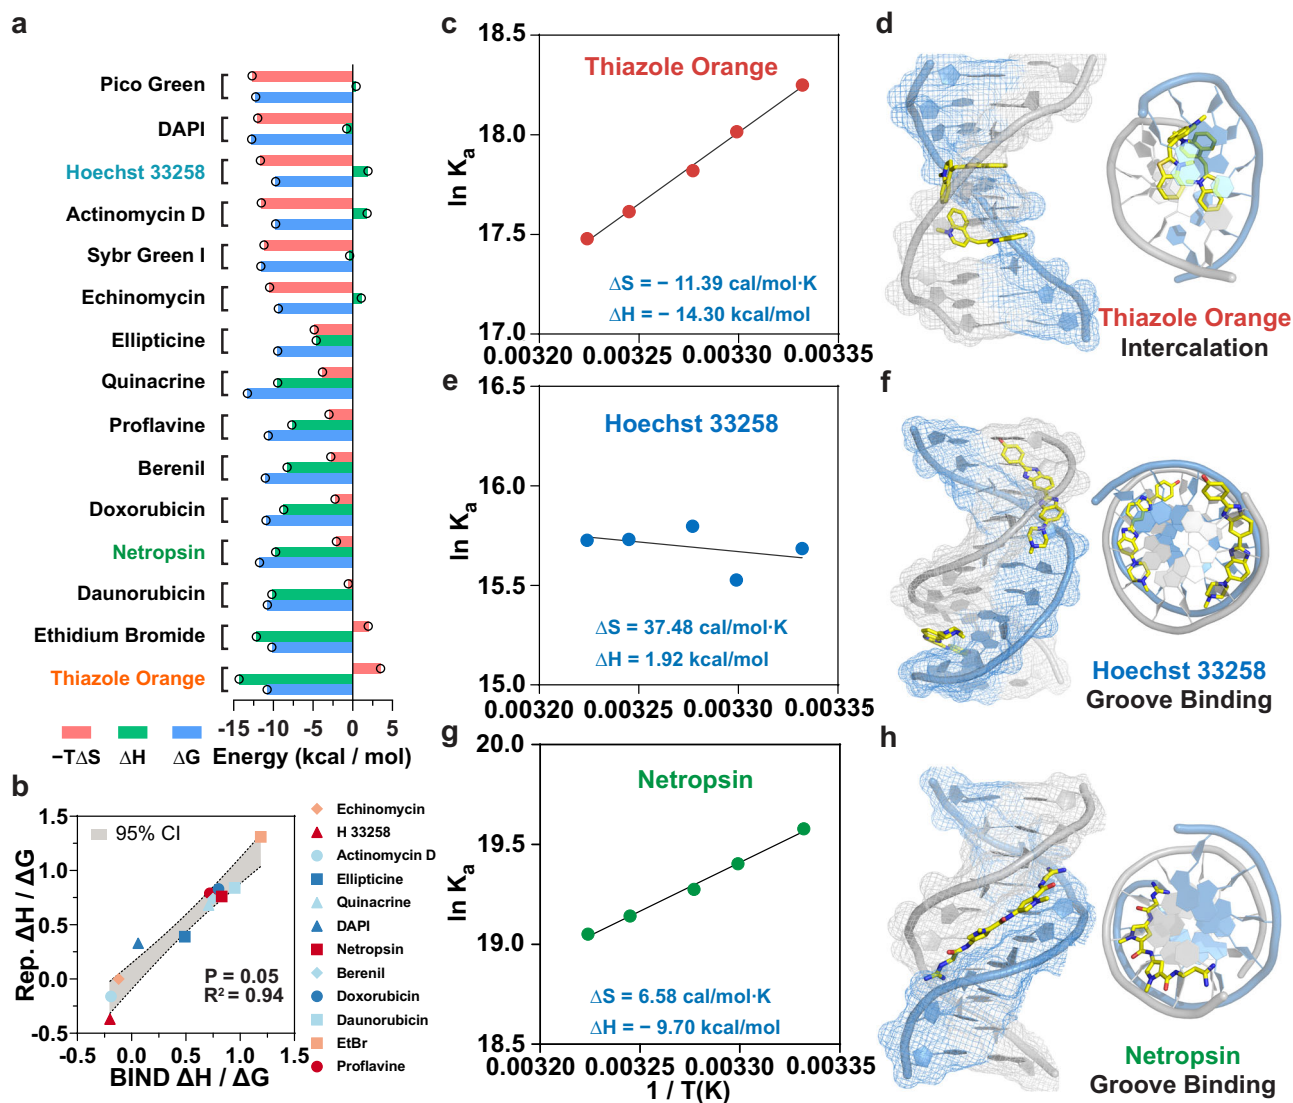 a
Pico Green
DAPI
Hoechst 33258
Actinomycin D
Sybr Green I
Echinomycin
Ellipticine
Quinacrine
Proflavine
Berenil
Doxorubicin
Netropsin
Daunorubicin
Ethidium Bromide
Thiazole Orange
-15 -10 -5 0 5
−TΔS ΔH ΔG Energy (kcal / mol)
b
1.5
1.0
0.5
0.0
-0.5
Rep. ΔH / ΔG
95% CI
P = 0.05
R² = 0.94
-0.5 0.0 0.5 1.0 1.5
BIND ΔH / ΔG
Echinomycin
H 33258
Actinomycin D
Ellipticine
Quinacrine
DAPI
Netropsin
Berenil
Doxorubicin
Daunorubicin
EtBr
Proflavine
c
18.5
18.0
17.5
17.0
ln Kₐ
Thiazole Orange
ΔS = − 11.39 cal/mol·K
ΔH = − 14.30 kcal/mol
0.00320 0.00325 0.00330 0.00335
d
Thiazole Orange
Intercalation
e
16.5
16.0
15.5
15.0
ln Kₐ
Hoechst 33258
ΔS = 37.48 cal/mol·K
ΔH = 1.92 kcal/mol
0.00320 0.00325 0.00330 0.00335
f
Hoechst 33258
Groove Binding
g
20.0
19.5
19.0
18.5
ln Kₐ
Netropsin
ΔS = 6.58 cal/mol·K
ΔH = − 9.70 kcal/mol
0.00320 0.00325 0.00330 0.00335
1 / T(K)
h
Netropsin
Groove Binding